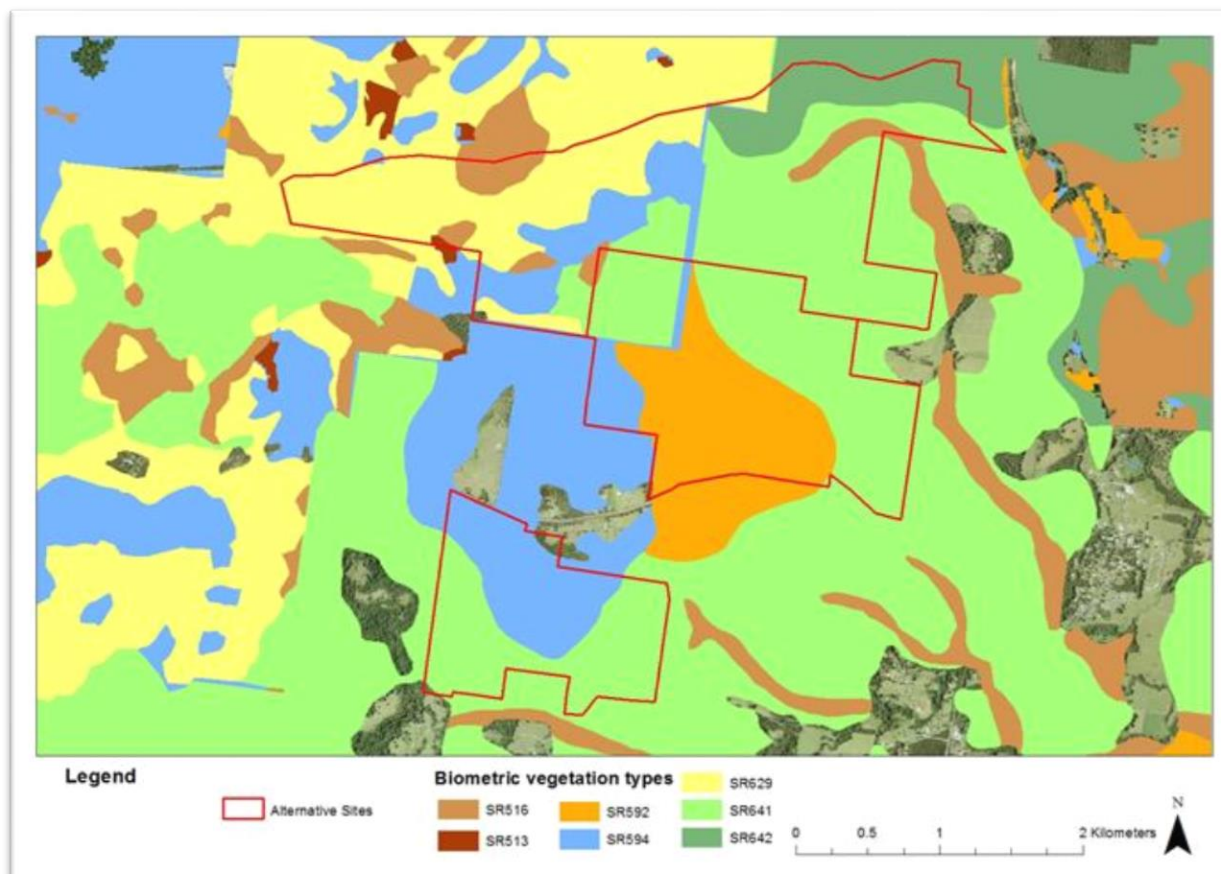 Legend
Alternative Sites
Biometric vegetation types
SR516
SR513
SR592
SR594
SR629
SR641
SR642
N
0 0.5 1 2 Kilometers